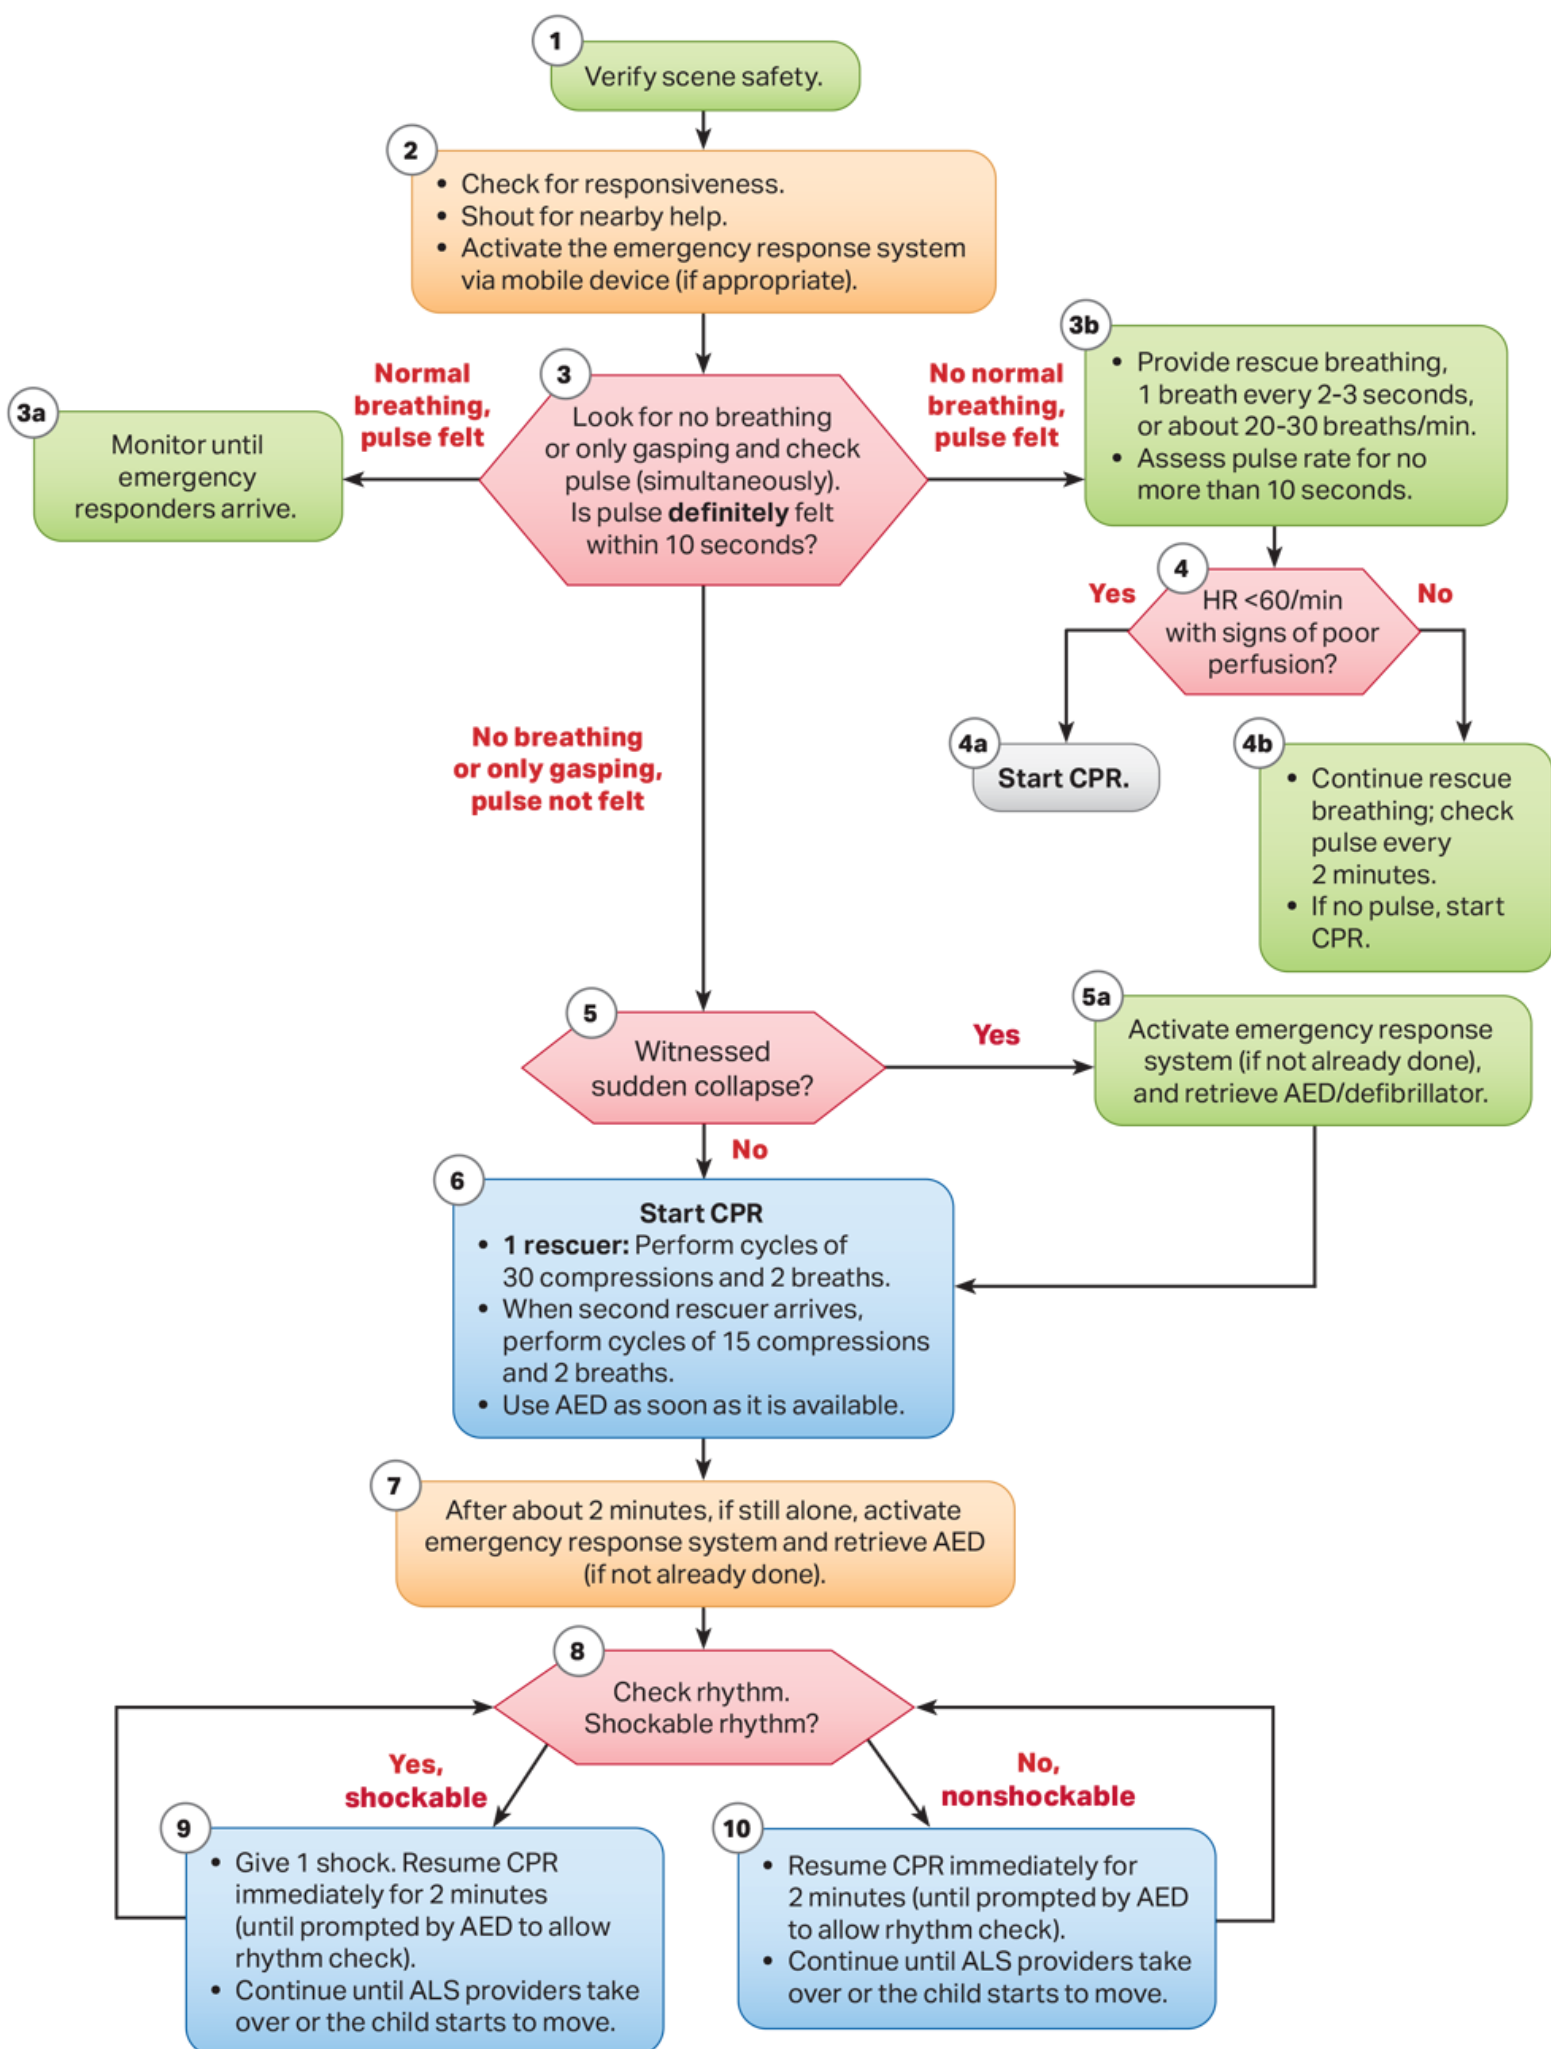 1
Verify scene safety.
2
• Check for responsiveness.
• Shout for nearby help.
• Activate the emergency response system
via mobile device (if appropriate).
3
Look for no breathing
or only gasping and check
pulse (simultaneously).
Is pulse definitely felt
within 10 seconds?
Normal
breathing,
pulse felt
3a
Monitor until
emergency
responders arrive.
No normal
breathing,
pulse felt
3b
• Provide rescue breathing,
1 breath every 2-3 seconds,
or about 20-30 breaths/min.
• Assess pulse rate for no
more than 10 seconds.
4
HR <60/min
with signs of poor
perfusion?
Yes
No
4a
Start CPR.
4b
• Continue rescue
breathing; check
pulse every
2 minutes.
• If no pulse, start
CPR.
No breathing
or only gasping,
pulse not felt
5
Witnessed
sudden collapse?
Yes
5a
Activate emergency response
system (if not already done),
and retrieve AED/defibrillator.
No
6
Start CPR
• 1 rescuer: Perform cycles of
30 compressions and 2 breaths.
• When second rescuer arrives,
perform cycles of 15 compressions
and 2 breaths.
• Use AED as soon as it is available.
7
After about 2 minutes, if still alone, activate
emergency response system and retrieve AED
(if not already done).
8
Check rhythm.
Shockable rhythm?
Yes,
shockable
No,
nonshockable
9
• Give 1 shock. Resume CPR
immediately for 2 minutes
(until prompted by AED to allow
rhythm check).
• Continue until ALS providers take
over or the child starts to move.
10
• Resume CPR immediately for
2 minutes (until prompted by AED
to allow rhythm check).
• Continue until ALS providers take
over or the child starts to move.